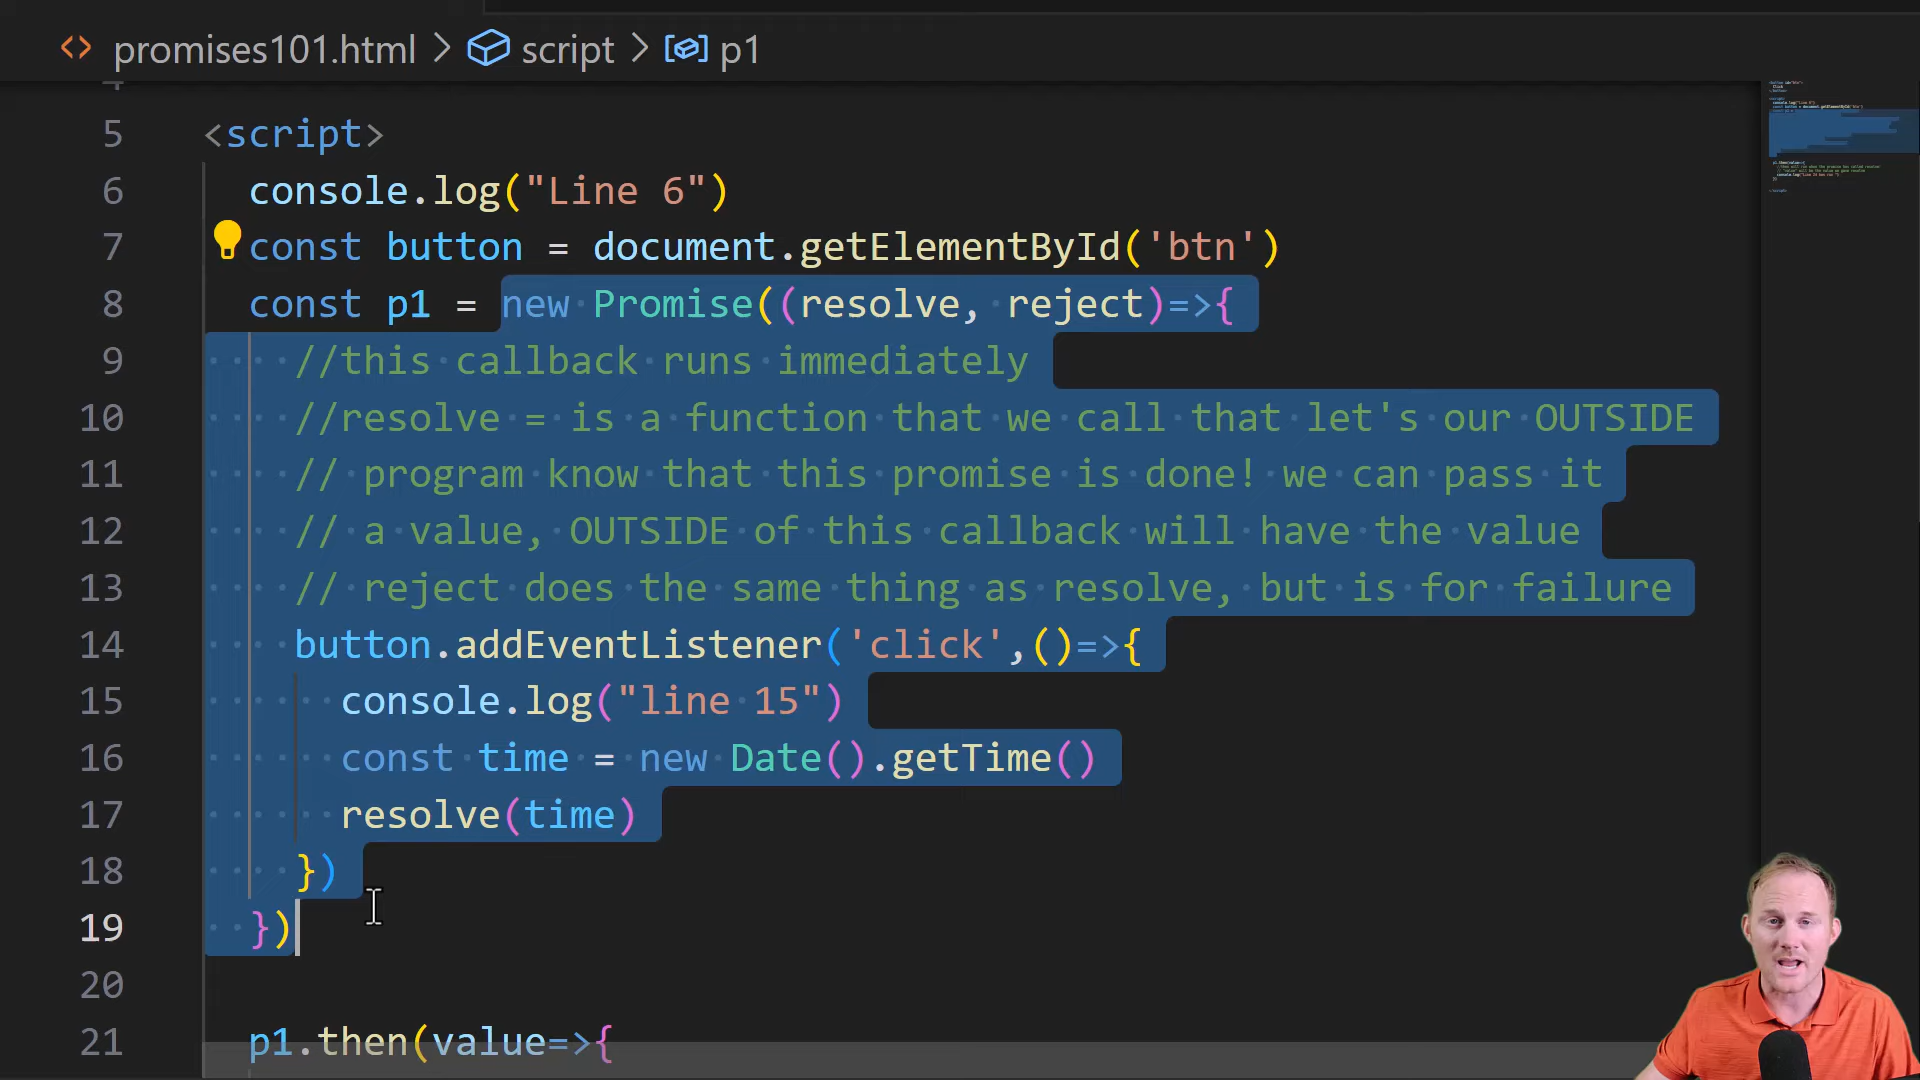 promises101.html > script > p1
5 <script>
6 console.log("Line 6")
7 const button = document.getElementById('btn')
8 const p1 = new Promise((resolve, reject)=>{
9 //this callback runs immediately
10 //resolve = is a function that we call that let's our OUTSIDE
11 // program know that this promise is done! we can pass it
12 // a value, OUTSIDE of this callback will have the value
13 // reject does the same thing as resolve, but is for failure
14 button.addEventListener('click',()=>{
15 console.log("line 15")
16 const time = new Date().getTime()
17 resolve(time)
18 })
19 })
20
21 p1.then(value=>{